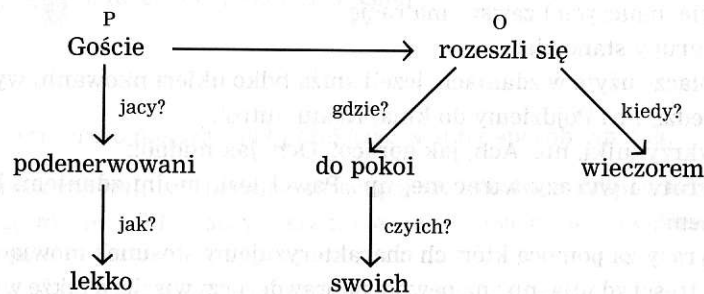 P O
Goście rozeszli się
jacy? gdzie? kiedy?
podenerwowani do pokoi wieczorem
jak? czyich?
lekko swoich